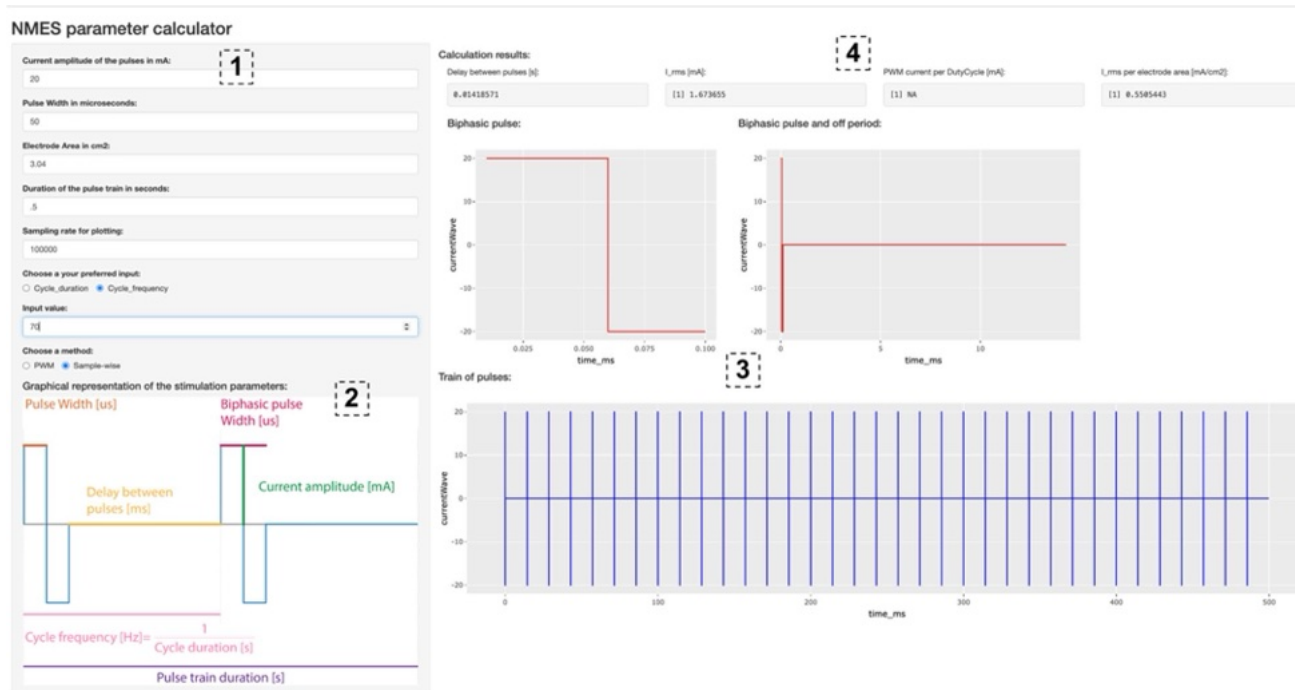 NMES parameter calculator
1
Current amplitude of the pulses in mA:
20
Pulse Width in microseconds:
50
Electrode Area in cm2:
3.04
Duration of the pulse train in seconds:
.5
Sampling rate for plotting:
100000
Choose a your preferred input:
Cycle_duration Cycle_frequency
Input value:
70
Choose a method:
PWM Sample-wise
Graphical representation of the stimulation parameters:
2
Pulse Width [us]
Biphasic pulse
Width [us]
Delay between
pulses [ms]
Current amplitude [mA]
Cycle frequency [Hz]= 1
Cycle duration [s]
Pulse train duration [s]
4
Calculation results:
Delay between pulses [s]: I_rms [mA]: PWM current per DutyCycle [mA]: I_rms per electrode area [mA/cm2]:
0.01418571 [1] 1.673655 [1] NA [1] 0.5505443
Biphasic pulse: Biphasic pulse and off period:
20
10
0
-10
-20
currentWave
0.025 0.050 0.075 0.100
time_ms
20
10
0
-10
-20
currentWave
0 5 10
time_ms
3
Train of pulses:
20
10
0
-10
-20
currentWave
0 100 200 300 400 500
time_ms